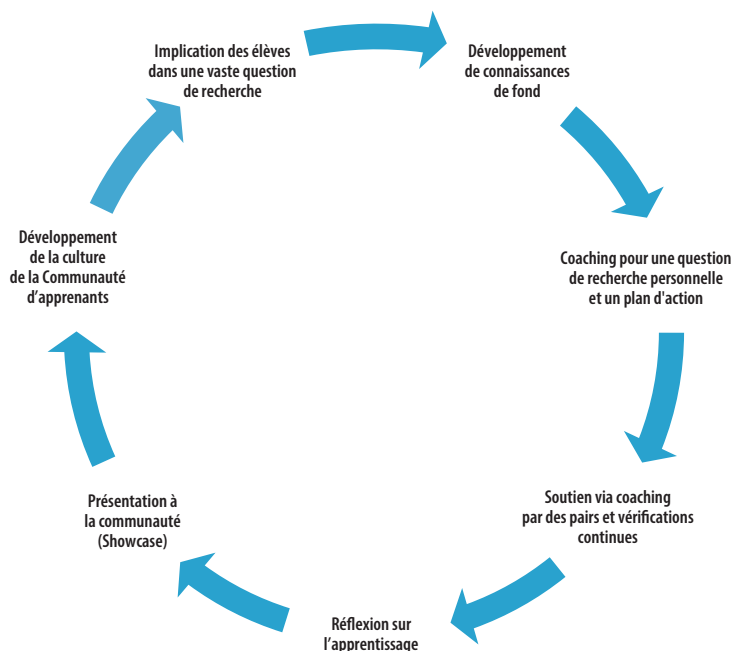 Implication des élèves
dans une vaste question
de recherche
Développement
de connaissances
de fond
Coaching pour une question
de recherche personnelle
et un plan d'action
Soutien via coaching
par des pairs et vérifications
continues
Réflexion sur
l'apprentissage
Présentation à
la communauté
(Showcase)
Développement
de la culture
de la Communauté
d'apprenants